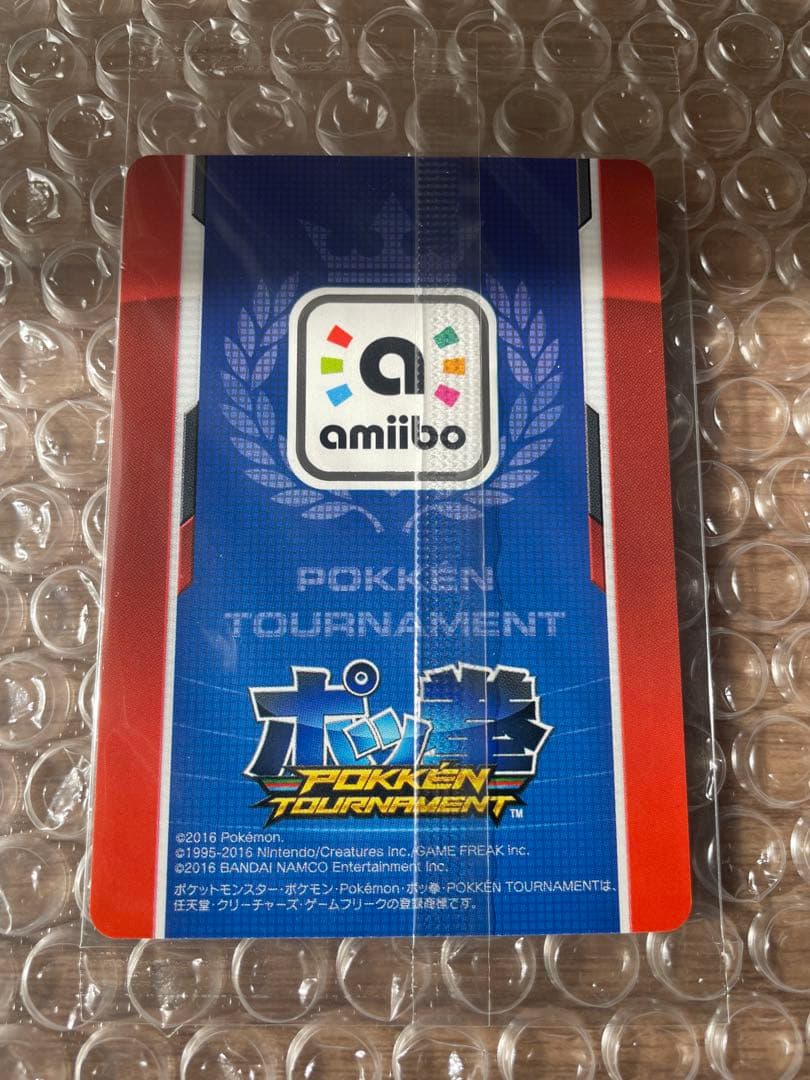 a
amiibo
POKKÉN
TOURNAMENT
ポッ拳
POKKÉN
TOURNAMENT™
©2016 Pokémon.
©1995-2016 Nintendo/Creatures Inc./GAME FREAK inc.
©2016 BANDAI NAMCO Entertainment Inc.
ポケットモンスター・ポケモン・Pokémon・ポッ拳・POKKÉN TOURNAMENTは、
任天堂・クリーチャーズ・ゲームフリークの登録商標です。